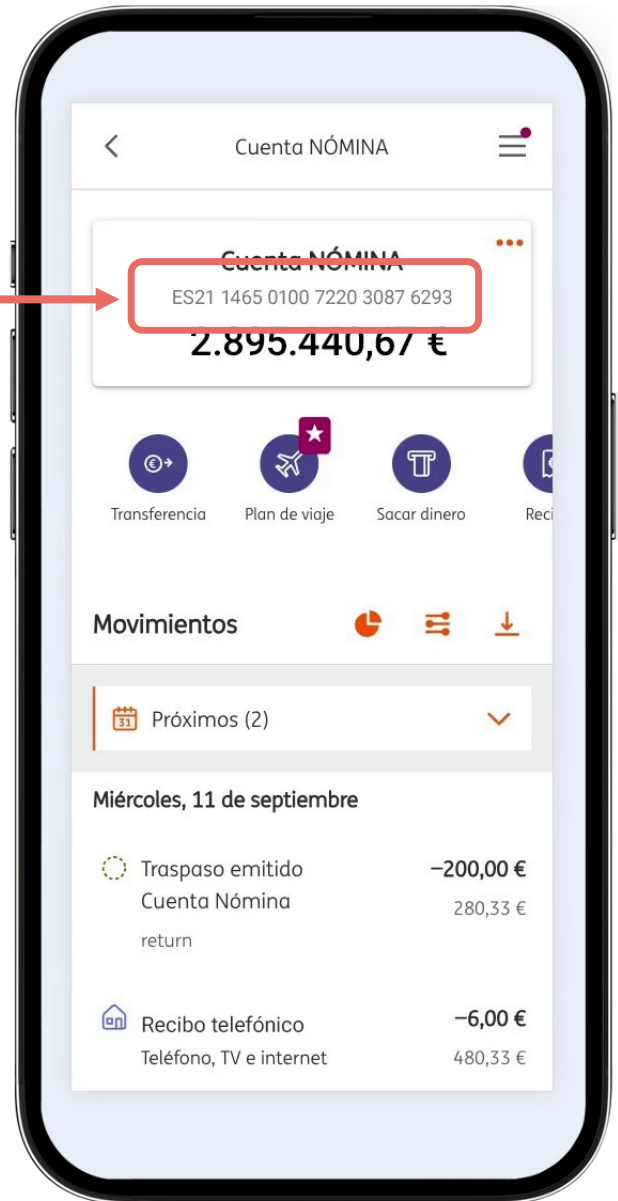 Cuenta NÓMINA
Cuenta NÓMINA
ES21 1465 0100 7220 3087 6293
2.895.440,67 €
Transferencia Plan de viaje Sacar dinero Reci
Movimientos
31 Próximos (2)
Miércoles, 11 de septiembre
Traspaso emitido −200,00 €
Cuenta Nómina 280,33 €
return
Recibo telefónico −6,00 €
Teléfono, TV e internet 480,33 €